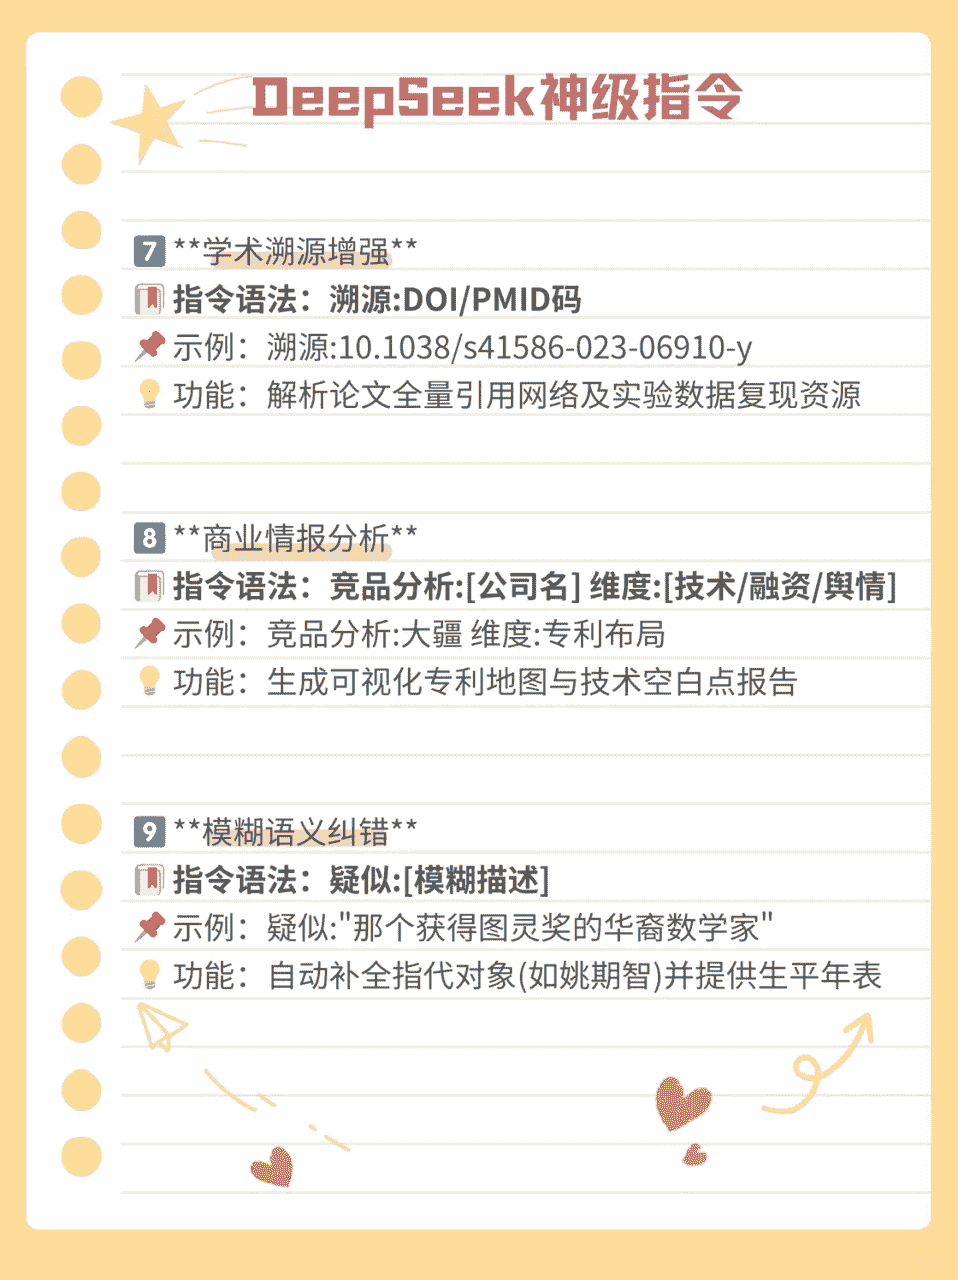 DeepSeek神级指令
7 **学术溯源增强**
指令语法：溯源:DOI/PMID码
示例：溯源:10.1038/s41586-023-06910-y
功能：解析论文全量引用网络及实验数据复现资源
8 **商业情报分析**
指令语法：竞品分析:[公司名] 维度:[技术/融资/舆情]
示例：竞品分析:大疆 维度:专利布局
功能：生成可视化专利地图与技术空白点报告
9 **模糊语义纠错**
指令语法：疑似:[模糊描述]
示例：疑似:"那个获得图灵奖的华裔数学家"
功能：自动补全指代对象(如姚期智)并提供生平年表